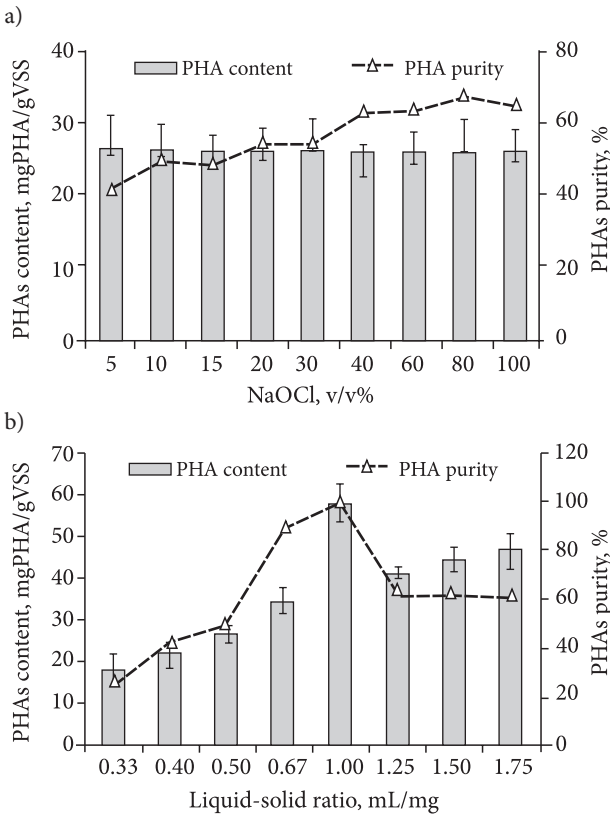 a)
PHAs content, mgPHA/gVSS
40
30
20
10
0
PHA content
PHA purity
80
60
40
20
0
PHAs purity, %
5 10 15 20 30 40 60 80 100
NaOCl, v/v%
b)
PHAs content, mgPHA/gVSS
70
60
50
40
30
20
10
0
PHA content
PHA purity
120
100
80
60
40
20
0
PHAs purity, %
0.33 0.40 0.50 0.67 1.00 1.25 1.50 1.75
Liquid-solid ratio, mL/mg